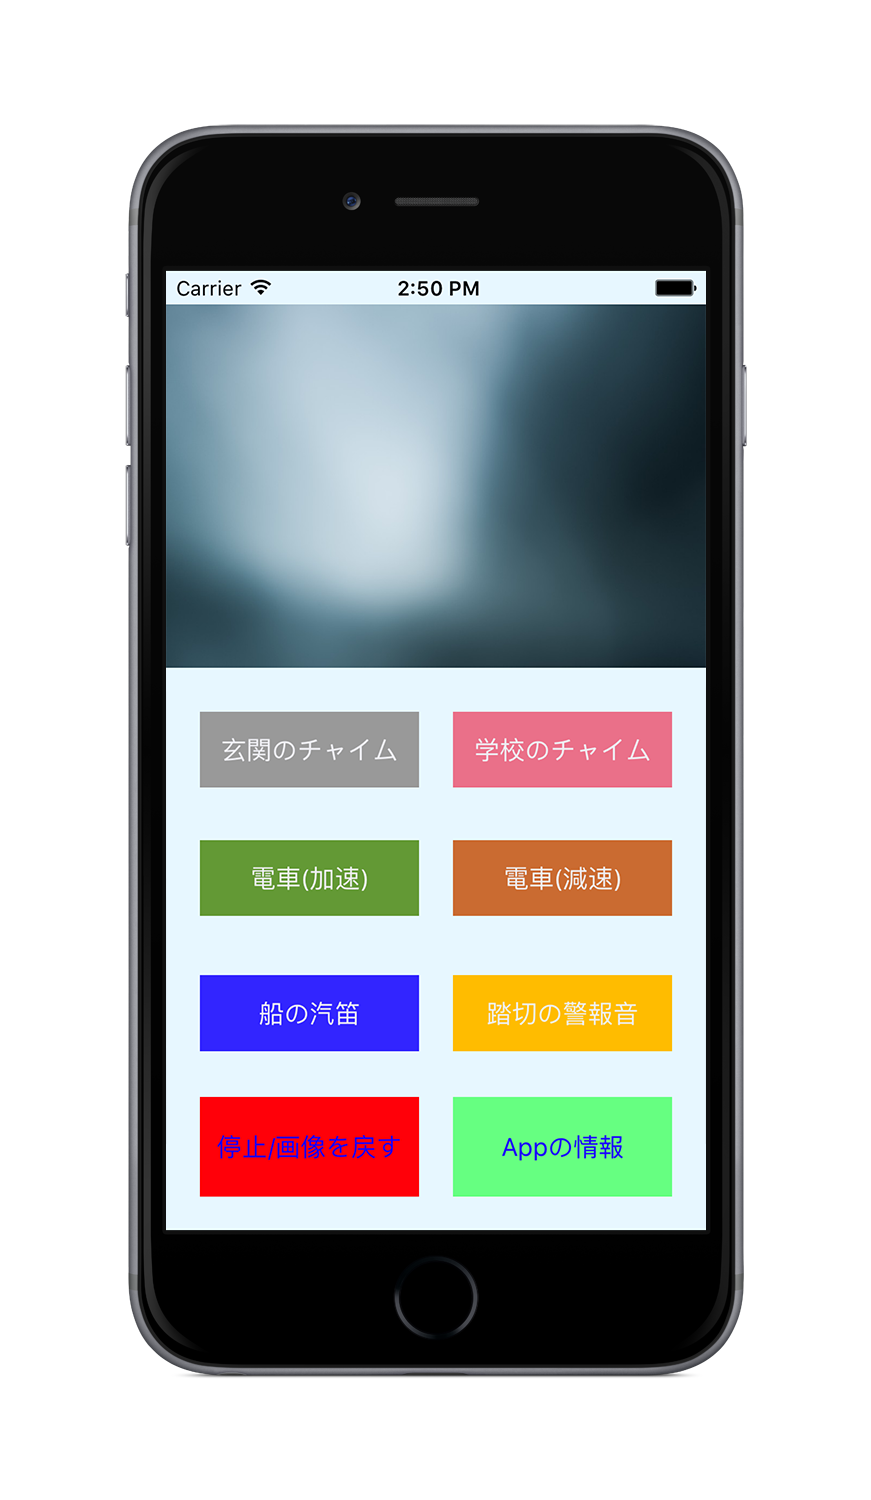 Carrier 2:50 PM
玄関のチャイム 学校のチャイム
電車(加速) 電車(減速)
船の汽笛 踏切の警報音
停止/画像を戻す Appの情報